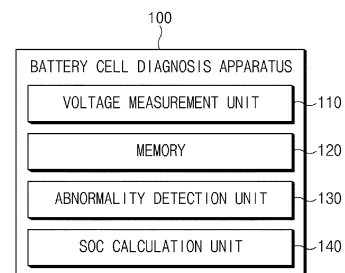 100
BATTERY CELL DIAGNOSIS APPARATUS
VOLTAGE MEASUREMENT UNIT 110
MEMORY 120
ABNORMALITY DETECTION UNIT 130
SOC CALCULATION UNIT 140